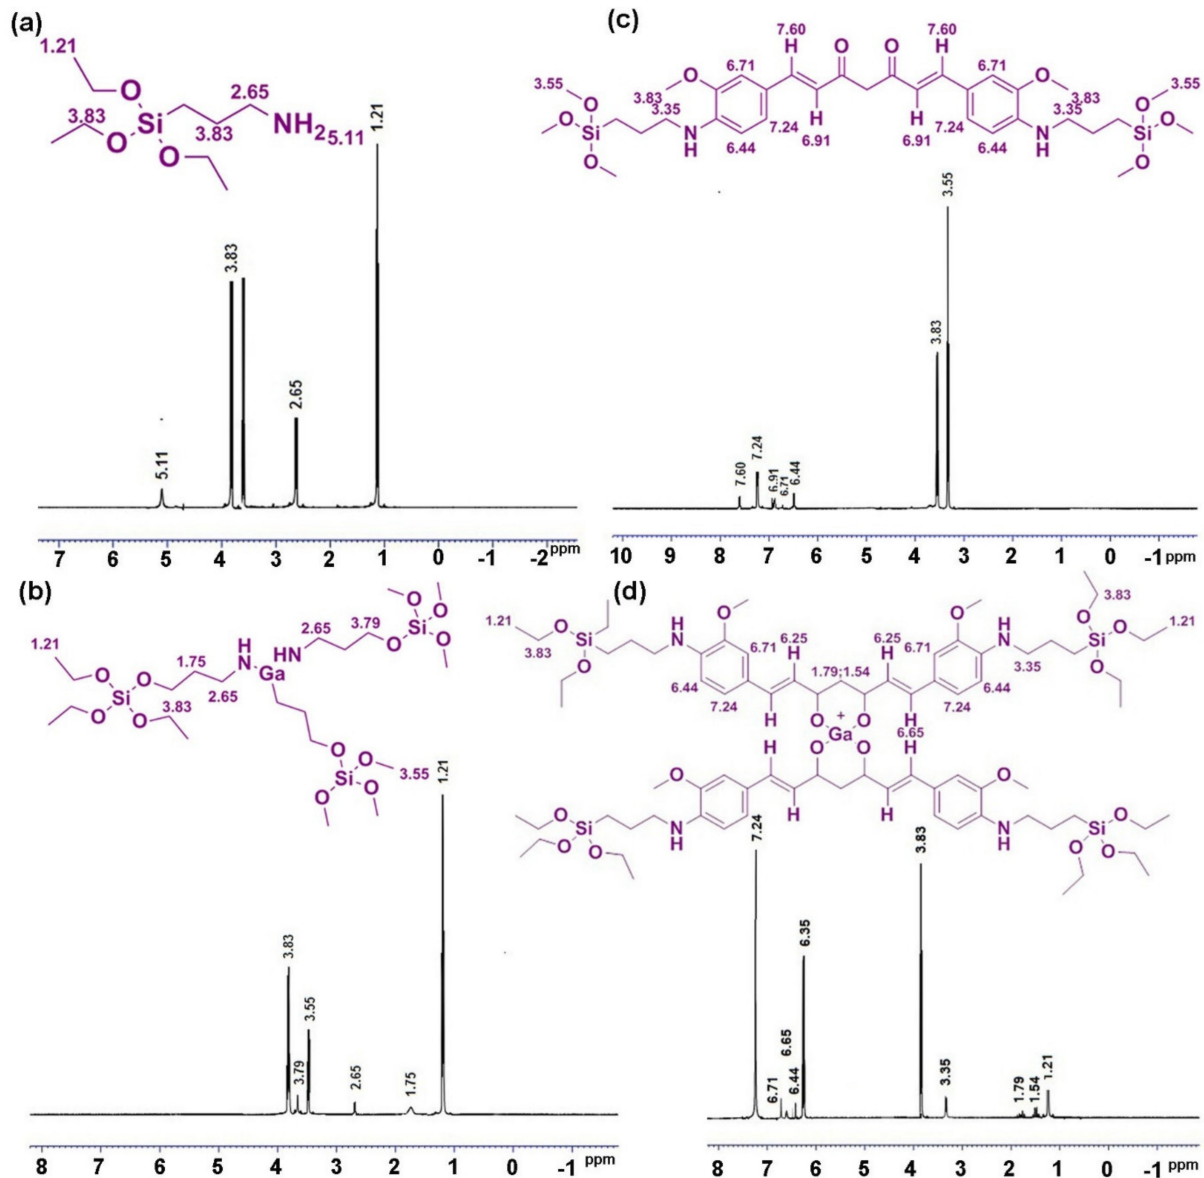 (a)
1.21
O
3.83
Si
O
O
3.83
2.65
NH25.11
1.21
3.83
2.65
5.11
7 6 5 4 3 2 1 0 -1 -2 ppm
(c)
7.60 7.60
H O O H
6.71 6.71
3.55 O O 3.55
3.83 3.35 3.35 3.83
O O
O Si Si O
O N H H H N O
H 6.44 7.24 6.91 6.91 7.24 6.44 H
3.55
3.83
7.60
7.24
6.91
6.71
6.44
10 9 8 7 6 5 4 3 2 1 0 -1 ppm
(b)
O O
Si
O
2.65 3.79 O
1.21 H HN
1.75 N Ga
O O
Si 2.65
O O 3.83
O
Si O 3.55
O O
1.21
3.83
3.79
3.55
2.65
1.75
8 7 6 5 4 3 2 1 0 -1 ppm
(d)
1.21 O Si 3.83 O
H N O 6.71 6.25 H 6.25 H 6.71 O H N
O 3.83 1.21
Si O
O
3.35
6.44 1.79;1.54 6.44
7.24 H O + O H 7.24
Ga
H O O H 6.65
O O
H H
O Si O O N H
N H Si O O O
7.24
6.71
6.65
6.44
6.35
3.83
3.35
1.79
1.54
1.21
8 7 6 5 4 3 2 1 0 -1 ppm